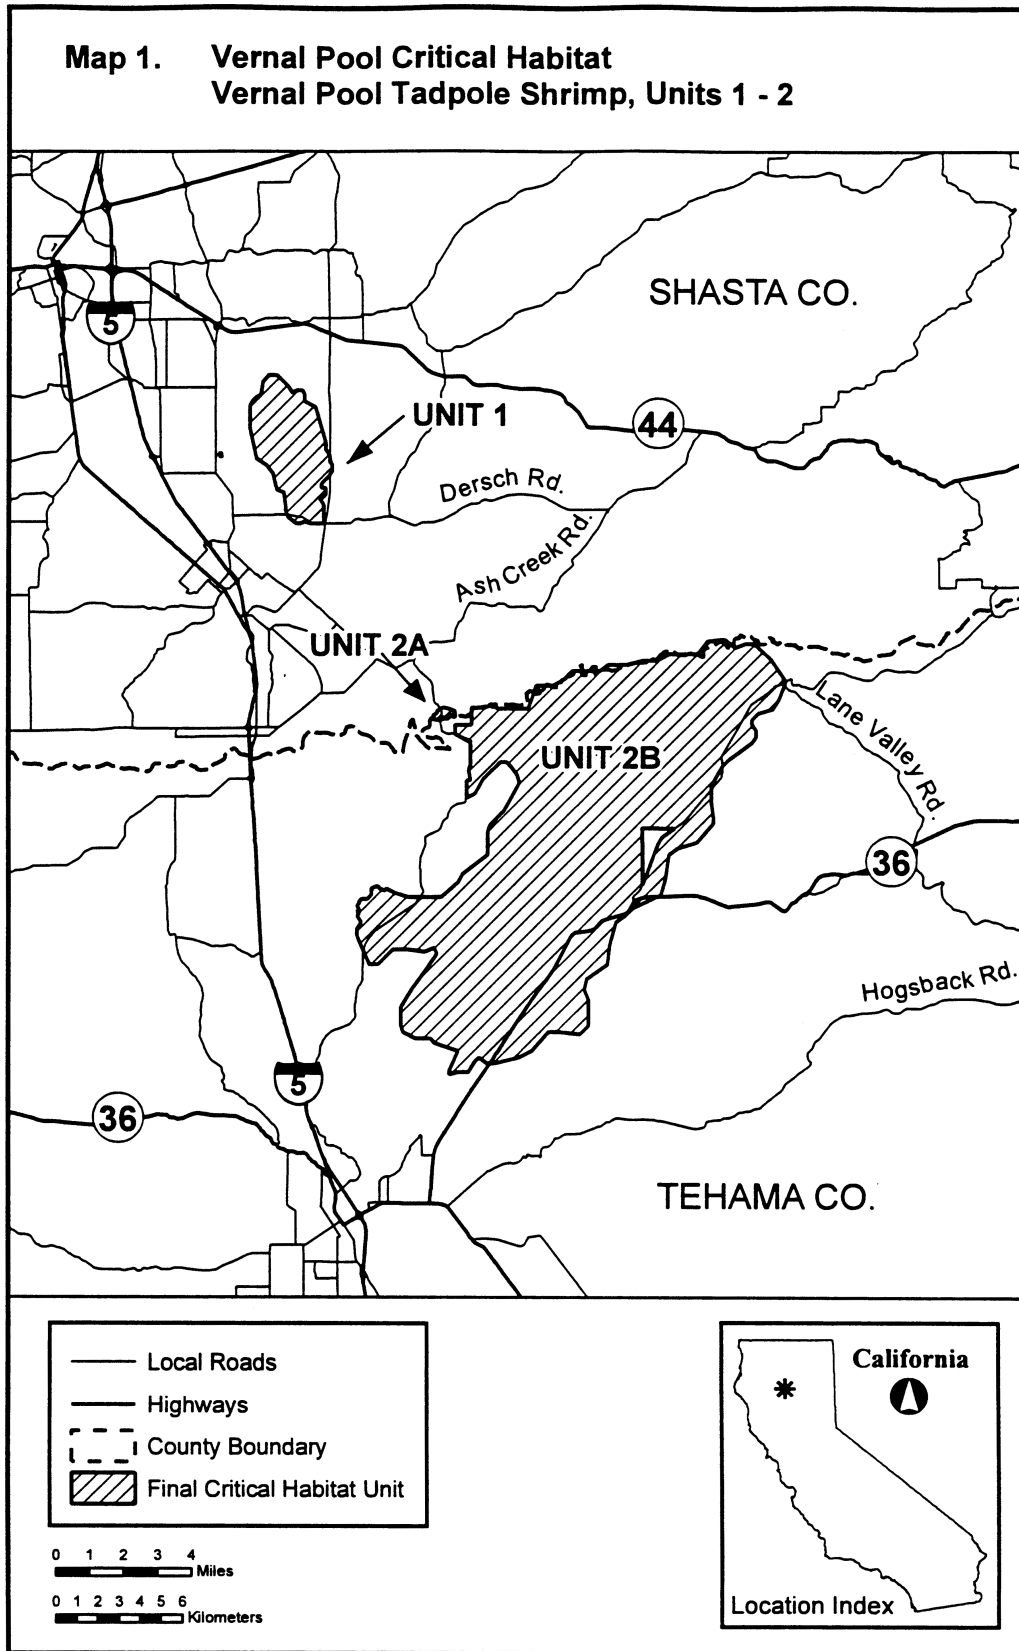 Map 1. Vernal Pool Critical Habitat
Vernal Pool Tadpole Shrimp, Units 1 - 2
SHASTA CO.
5
UNIT 1
44
Dersch Rd.
Ash Creek Rd.
UNIT 2A
Lane Valley Rd.
UNIT 2B
36
Hogsback Rd.
5
36
TEHAMA CO.
Local Roads
Highways
County Boundary
Final Critical Habitat Unit
0 1 2 3 4
Miles
0 1 2 3 4 5 6
Kilometers
California
Location Index